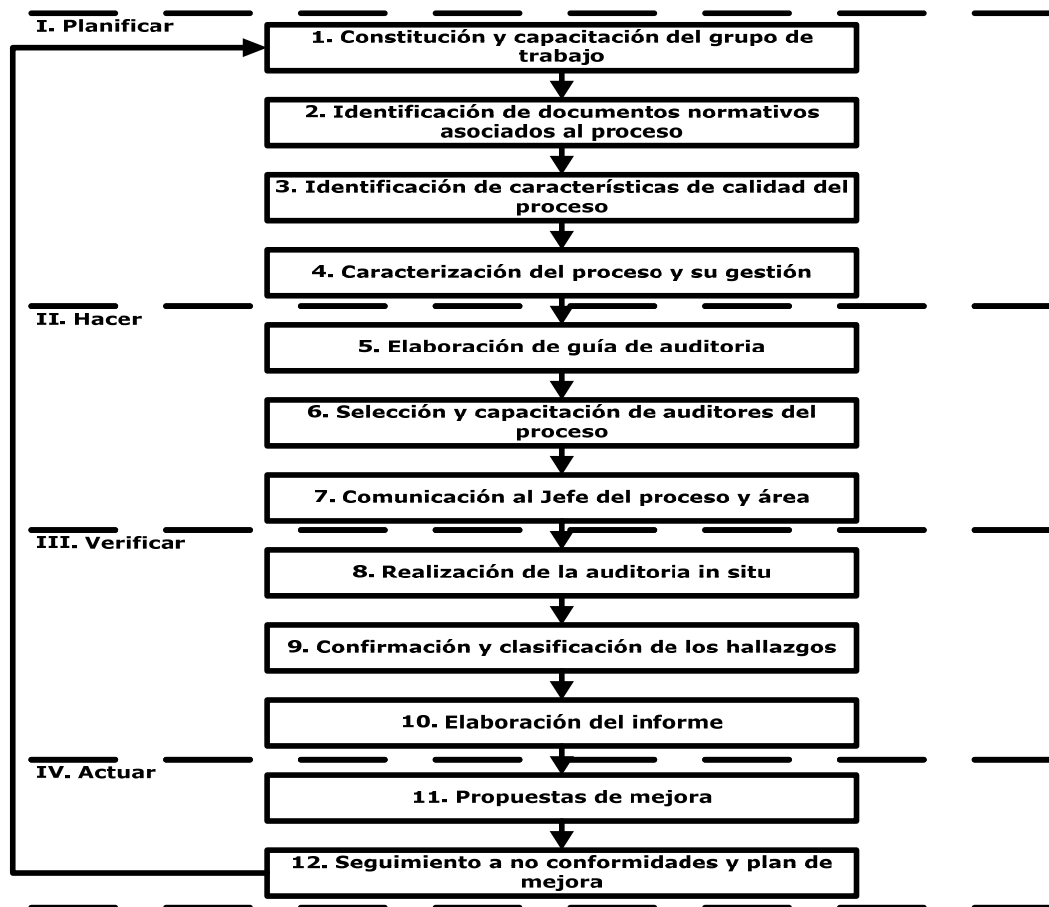 I. Planificar
1. Constitución y capacitación del grupo de
trabajo
2. Identificación de documentos normativos
asociados al proceso
3. Identificación de características de calidad del
proceso
4. Caracterización del proceso y su gestión
II. Hacer
5. Elaboración de guía de auditoria
6. Selección y capacitación de auditores del
proceso
7. Comunicación al Jefe del proceso y área
III. Verificar
8. Realización de la auditoria in situ
9. Confirmación y clasificación de los hallazgos
10. Elaboración del informe
IV. Actuar
11. Propuestas de mejora
12. Seguimiento a no conformidades y plan de
mejora